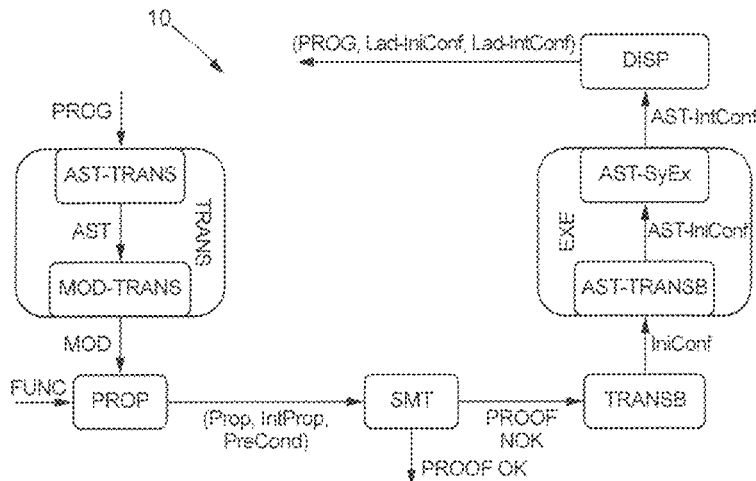 10
(PROG, Lad-IniConf, Lad-IntConf)
DISP
PROG
AST-IntConf
AST-TRANS
AST-SyEx
TRANS
EXE
AST
AST-IniConf
MOD-TRANS
AST-TRANSB
MOD
IniConf
FUNC
PROP
SMT
TRANSB
(Prop, IntProp,
PreCond)
PROOF
NOK
PROOF OK